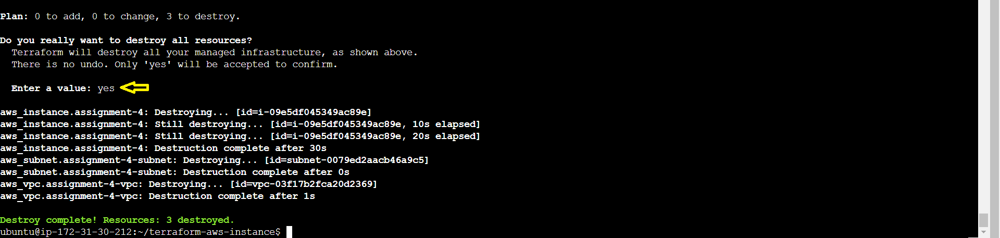 Plan: 0 to add, 0 to change, 3 to destroy.
Do you really want to destroy all resources?
Terraform will destroy all your managed infrastructure, as shown above.
There is no undo. Only 'yes' will be accepted to confirm.
Enter a value: yes
aws_instance.assignment-4: Destroying... [id=i-09e5df045349ac89e]
aws_instance.assignment-4: Still destroying... [id=i-09e5df045349ac89e, 10s elapsed]
aws_instance.assignment-4: Still destroying... [id=i-09e5df045349ac89e, 20s elapsed]
aws_instance.assignment-4: Destruction complete after 30s
aws_subnet.assignment-4-subnet: Destroying... [id=subnet-0079ed2aacb46a9c5]
aws_subnet.assignment-4-subnet: Destruction complete after 0s
aws_vpc.assignment-4-vpc: Destroying... [id=vpc-03f17b2fca20d2369]
aws_vpc.assignment-4-vpc: Destruction complete after 1s
Destroy complete! Resources: 3 destroyed.
ubuntu@ip-172-31-30-212:~/terraform-aws-instance$